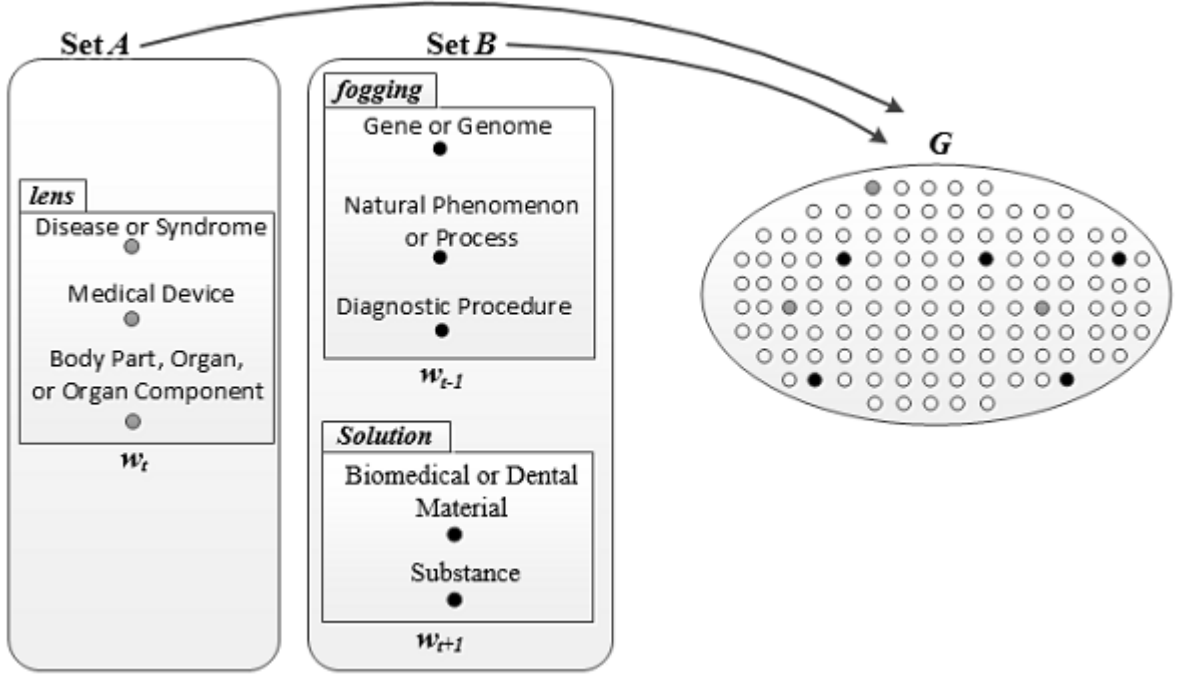 Set A
Set B
fogging
Gene or Genome
Natural Phenomenon
or Process
Diagnostic Procedure
w_{t-1}
lens
Disease or Syndrome
Medical Device
Body Part, Organ,
or Organ Component
w_t
Solution
Biomedical or Dental
Material
Substance
w_{t+1}
G